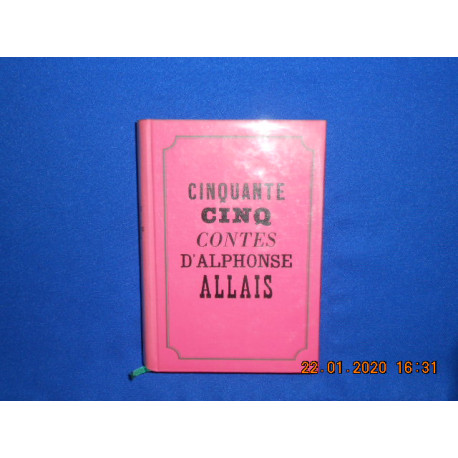 CINQUANTE
CINQ
CONTES
D'ALPHONSE
ALLAIS
22.01.2020 16:31